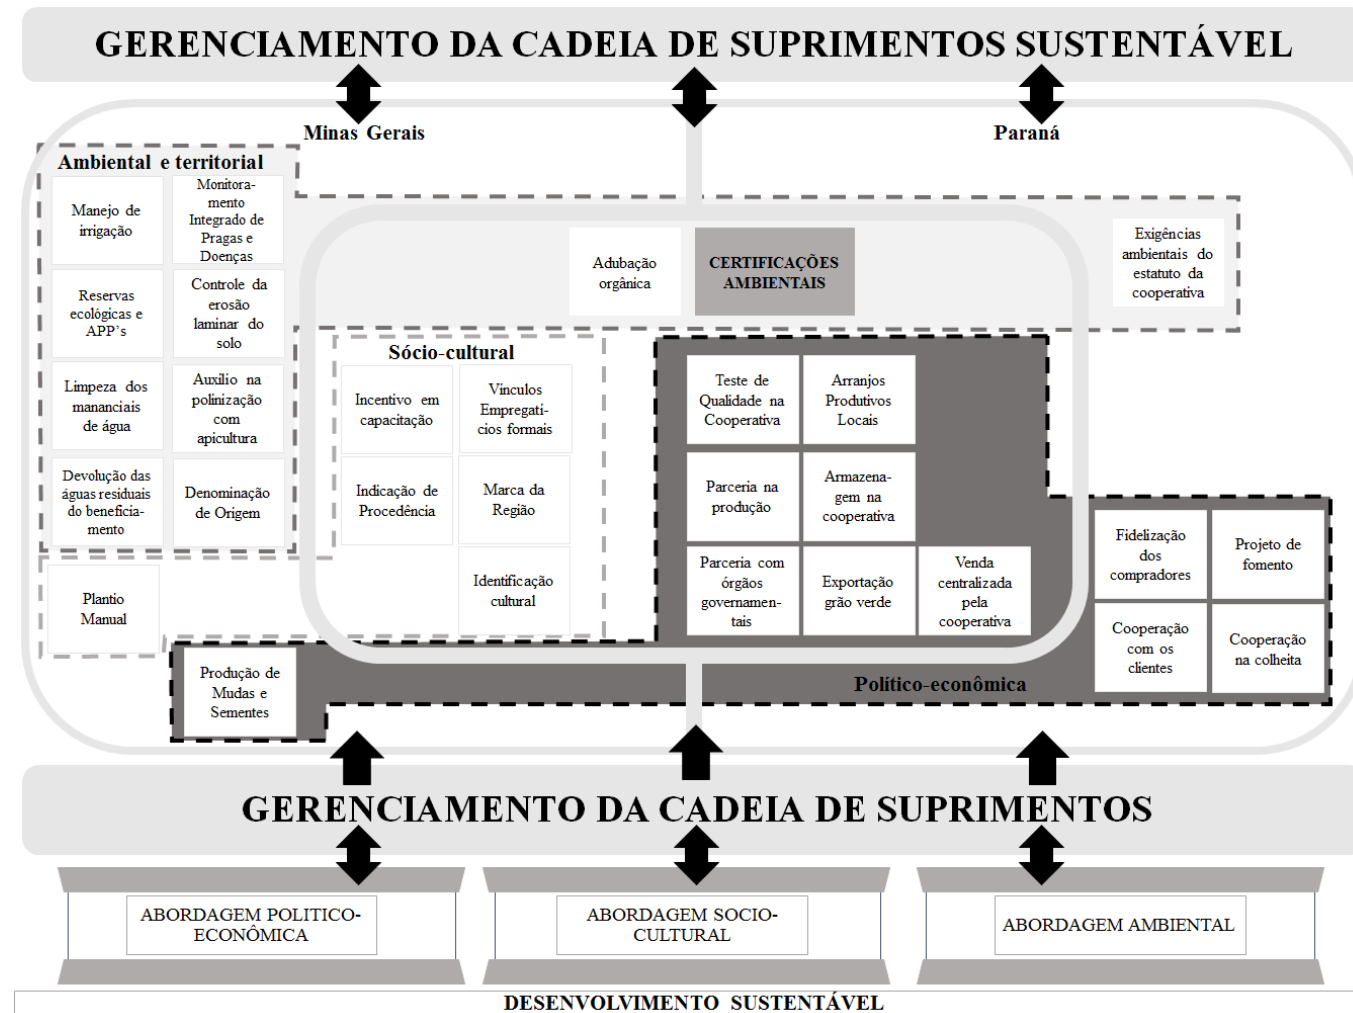 GERENCIAMENTO DA CADEIA DE SUPRIMENTOS SUSTENTÁVEL
Minas Gerais
Paraná
Ambiental e territorial
Manejo de
irrigação
Monitora-
mento
Integrado de
Pragas e
Doenças
Reservas
ecológicas e
APP`s
Controle da
erosão
laminar do
solo
Limpeza dos
mananciais
de água
Auxilio na
polinização
com
apicultura
Devolução das
águas residuais
do beneficia-
mento
Denominação
de Origem
Adubação
orgânica
CERTIFICAÇÕES
AMBIENTAIS
Exigências
ambientais do
estatuto da
cooperativa
Sócio-cultural
Incentivo em
capacitação
Vinculos
Empregatí-
cios formais
Indicação de
Procedência
Marca da
Região
Identificação
cultural
Plantio
Manual
Teste de
Qualidade na
Cooperativa
Arranjos
Produtivos
Locais
Parceria na
produção
Armazena-
gem na
cooperativa
Parceria com
órgãos
governamen-
tais
Exportação
grão verde
Venda
centralizada
pela
cooperativa
Fidelização
dos
compradores
Projeto de
fomento
Cooperação
com os
clientes
Cooperação
na colheita
Produção de
Mudas e
Sementes
Político-econômica
GERENCIAMENTO DA CADEIA DE SUPRIMENTOS
ABORDAGEM POLITICO-
ECONÔMICA
ABORDAGEM SOCIO-
CULTURAL
ABORDAGEM AMBIENTAL
DESENVOLVIMENTO SUSTENTÁVEL